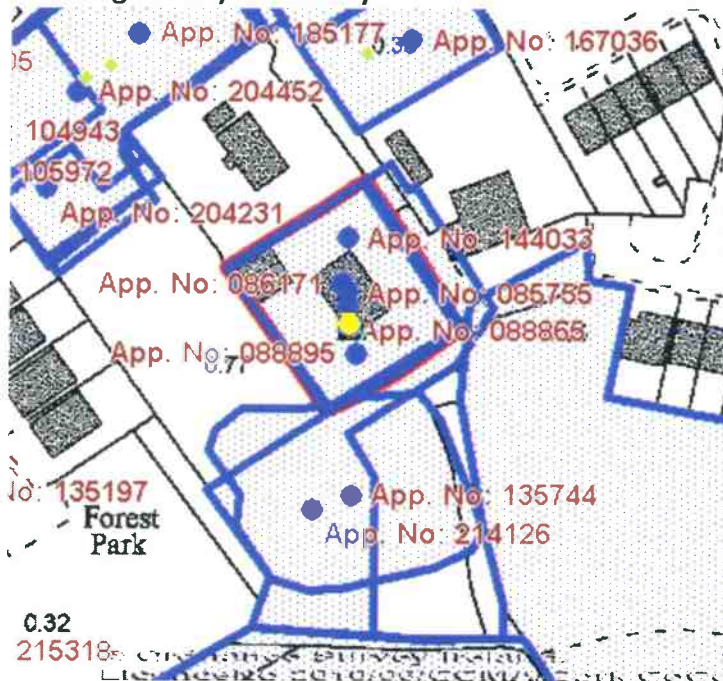 App. No: 185177
App. No: 167036
05
App. No: 204452
104943
105972
App. No: 204231
App. No: 144033
App. No: 086171
App. No: 085755
App. No: 088865
App. No: 088895
0.77
No: 135197
App. No: 135744
Forest
Park
App. No: 214126
0.32
215318